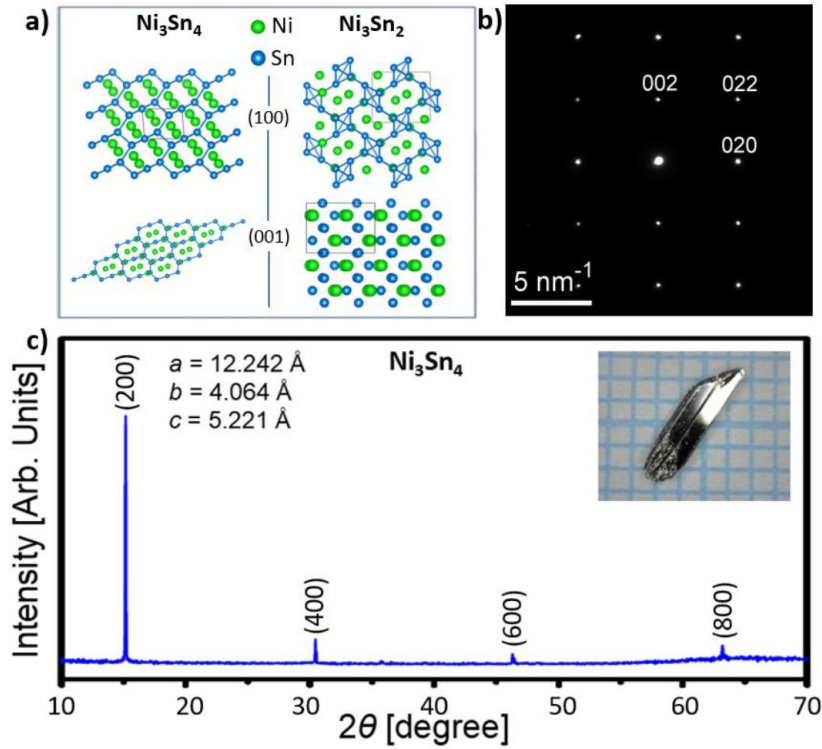 a)
Ni₃Sn₄
Ni
Ni₃Sn₂
Sn
(100)
(001)
b)
002
022
020
5 nm⁻¹
c)
a = 12.242 Å
b = 4.064 Å
c = 5.221 Å
Ni₃Sn₄
(200)
(400)
(600)
(800)
Intensity [Arb. Units]
10
20
30
40
50
60
70
2θ [degree]